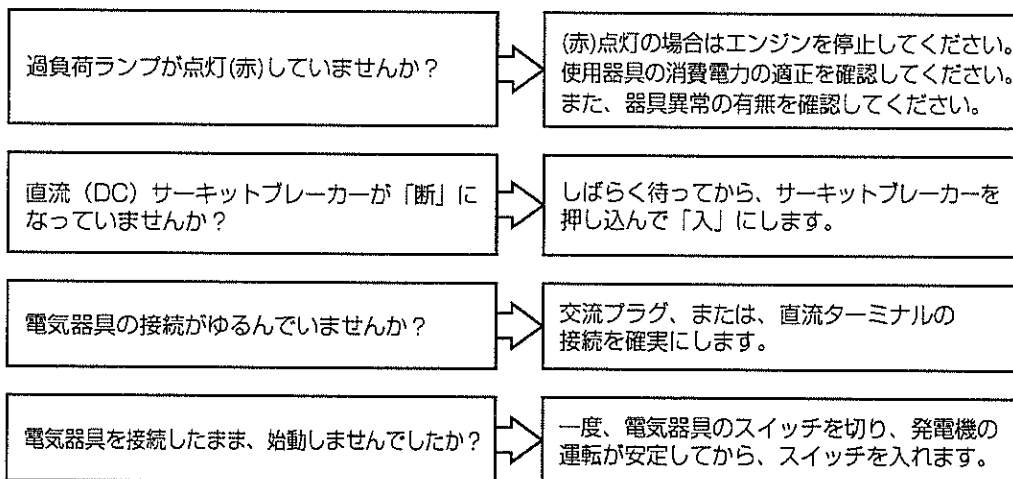 過負荷ランプが点灯(赤)していませんか？
(赤)点灯の場合はエンジンを停止してください。
使用器具の消費電力の適正を確認してください。
また、器具異常の有無を確認してください。
直流（DC）サーキットブレーカーが「断」に
なっていませんか？
しばらく待ってから、サーキットブレーカーを
押し込んで「入」にします。
電気器具の接続がゆるんでいませんか？
交流プラグ、または、直流ターミナルの
接続を確実にします。
電気器具を接続したまま、始動しませんでしたか？
一度、電気器具のスイッチを切り、発電機の
運転が安定してから、スイッチを入れます。